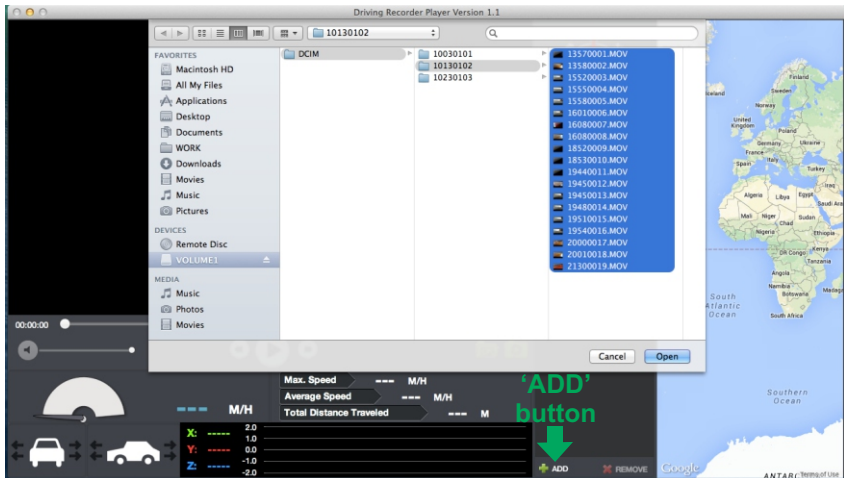 Driving Recorder Player Version 1.1
10130102
FAVORITES
Macintosh HD
All My Files
Applications
Desktop
Documents
WORK
Downloads
Movies
Music
Pictures
DEVICES
Remote Disc
VOLUME1
MEDIA
Music
Photos
Movies
DCIM
10030101
10130102
10230103
13570001.MOV
13580002.MOV
15520003.MOV
15550004.MOV
15580005.MOV
16010006.MOV
16080007.MOV
16080008.MOV
18520009.MOV
18530010.MOV
19440011.MOV
19450012.MOV
19450013.MOV
19480014.MOV
19510015.MOV
19540016.MOV
20000017.MOV
20010018.MOV
21300019.MOV
Cancel
Open
00:00:00
Max. Speed --- M/H
Average Speed --- M/H
Total Distance Traveled --- M
--- M/H
X: -----
Y: -----
Z: -----
2.0
1.0
0.0
-1.0
-2.0
'ADD'
button
ADD
REMOVE
Finland
Sweden
Iceland
Norway
United
Kingdom
Poland
Germany
Ukraine
France
Italy
Spain
Turkey
Iraq
Algeria
Libya
Egypt
Saudi Ara
Mali
Niger
Chad
Sudan
Nigeria
Ethiopia
DR Congo
Kenya
Tanzania
Angola
Namibia
Botswana
South Africa
South
Atlantic
Ocean
Southern
Ocean
Google
Terms of Use